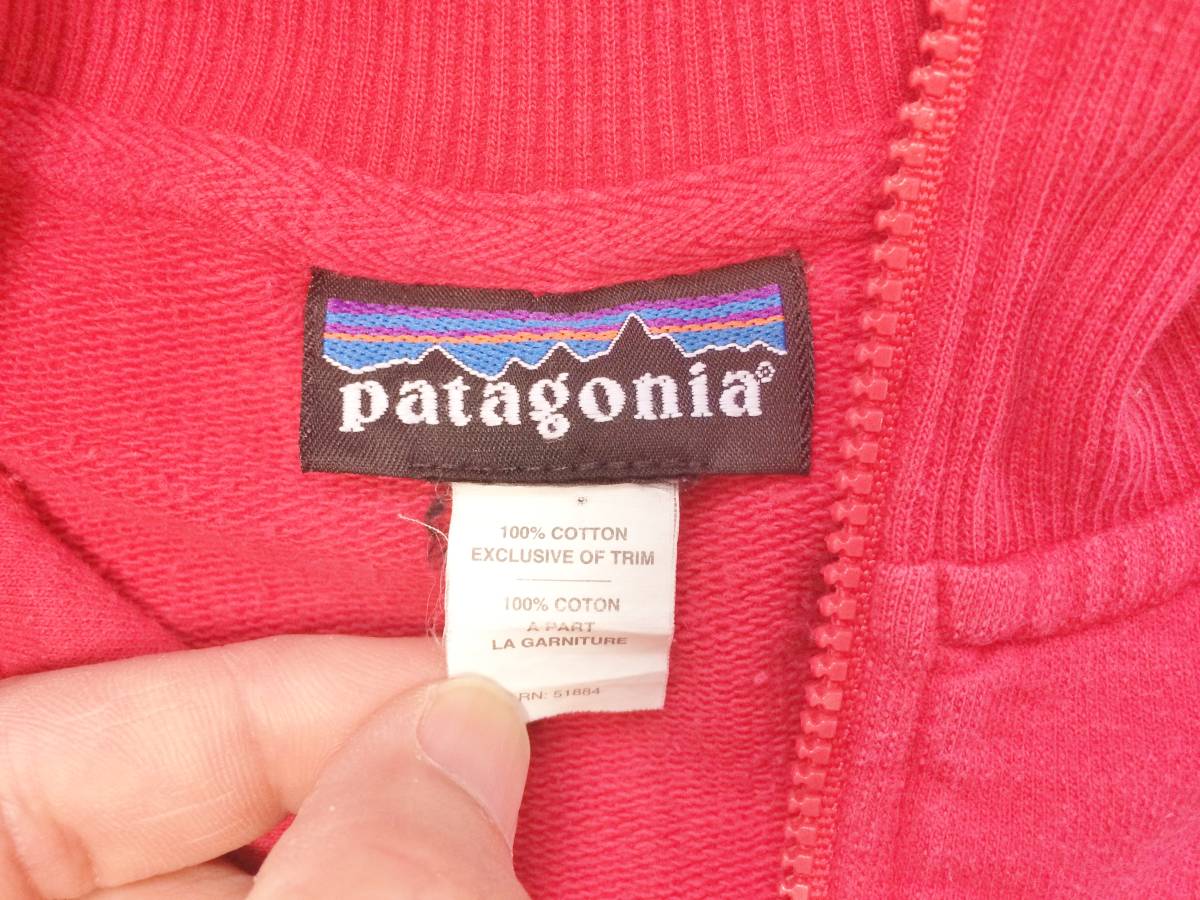 patagonia®
100% COTTON
EXCLUSIVE OF TRIM
100% COTON
A PART
LA GARNITURE
RN: 51884